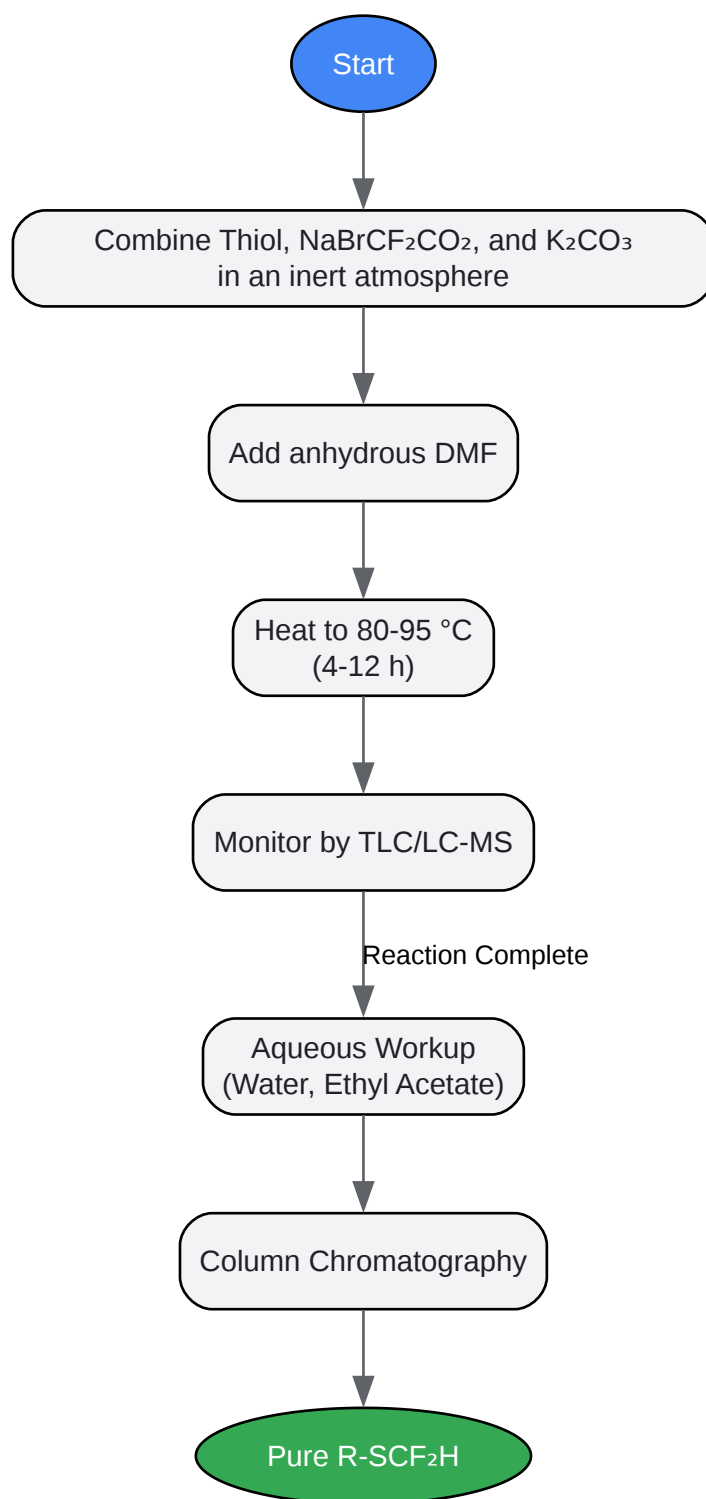 Start
Combine Thiol, NaBrCF₂CO₂, and K₂CO₃
in an inert atmosphere
Add anhydrous DMF
Heat to 80-95 °C
(4-12 h)
Monitor by TLC/LC-MS
Reaction Complete
Aqueous Workup
(Water, Ethyl Acetate)
Column Chromatography
Pure R-SCF₂H